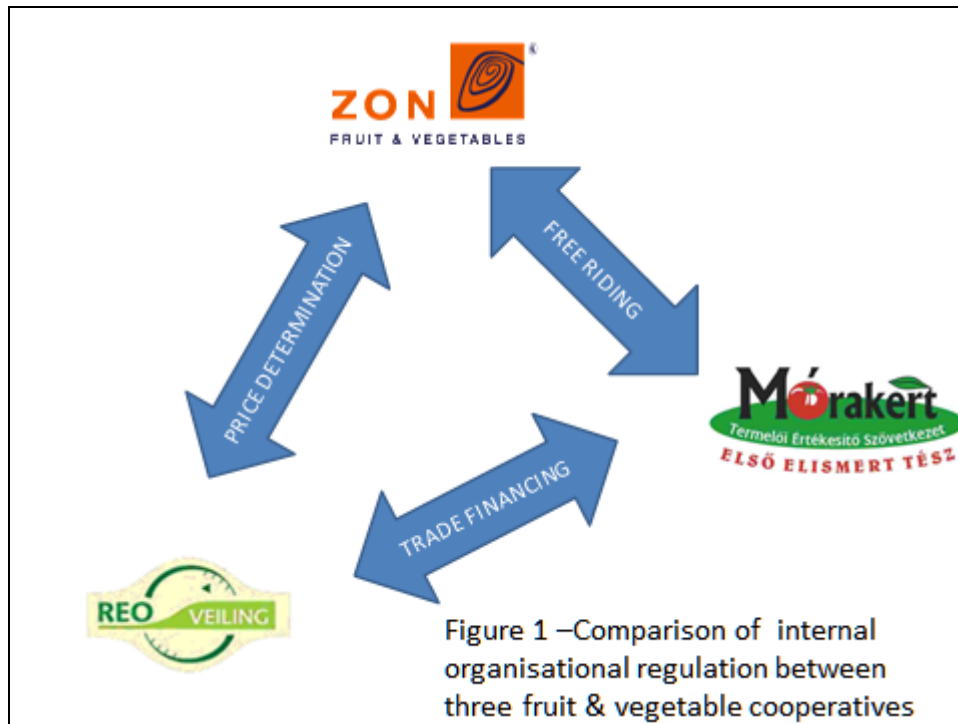 ZON
FRUIT & VEGETABLES
PRICE DETERMINATION
FREE RIDING
Mórakert
Termelői Értékesítő Szövetkezet
ELSŐ ELISMERT TÉSZ
TRADE FINANCING
REO VEILING
Figure 1 –Comparison of internal
organisational regulation between
three fruit & vegetable cooperatives